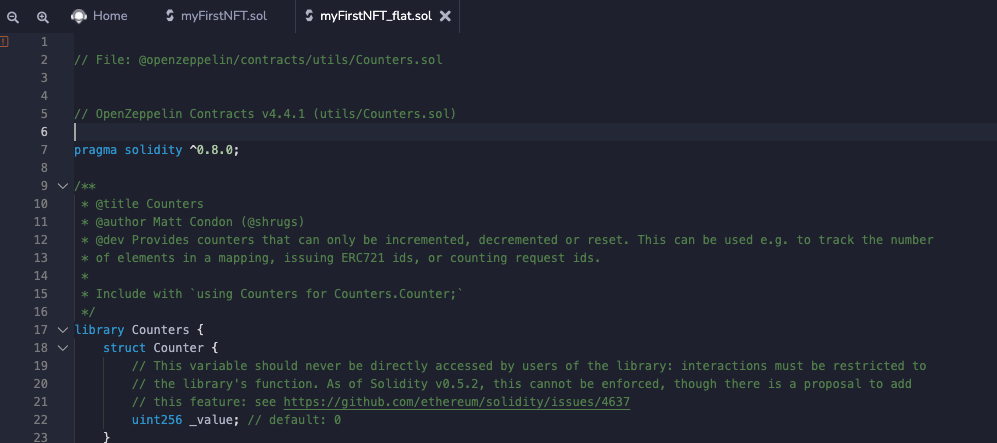 Home myFirstNFT.sol myFirstNFT_flat.sol
1
2 // File: @openzeppelin/contracts/utils/Counters.sol
3
4
5 // OpenZeppelin Contracts v4.4.1 (utils/Counters.sol)
6
7 pragma solidity ^0.8.0;
8
9 /**
10 * @title Counters
11 * @author Matt Condon (@shrugs)
12 * @dev Provides counters that can only be incremented, decremented or reset. This can be used e.g. to track the number
13 * of elements in a mapping, issuing ERC721 ids, or counting request ids.
14 *
15 * Include with `using Counters for Counters.Counter;`
16 */
17 library Counters {
18 struct Counter {
19 // This variable should never be directly accessed by users of the library: interactions must be restricted to
20 // the library's function. As of Solidity v0.5.2, this cannot be enforced, though there is a proposal to add
21 // this feature: see https://github.com/ethereum/solidity/issues/4637
22 uint256 _value; // default: 0
23 }